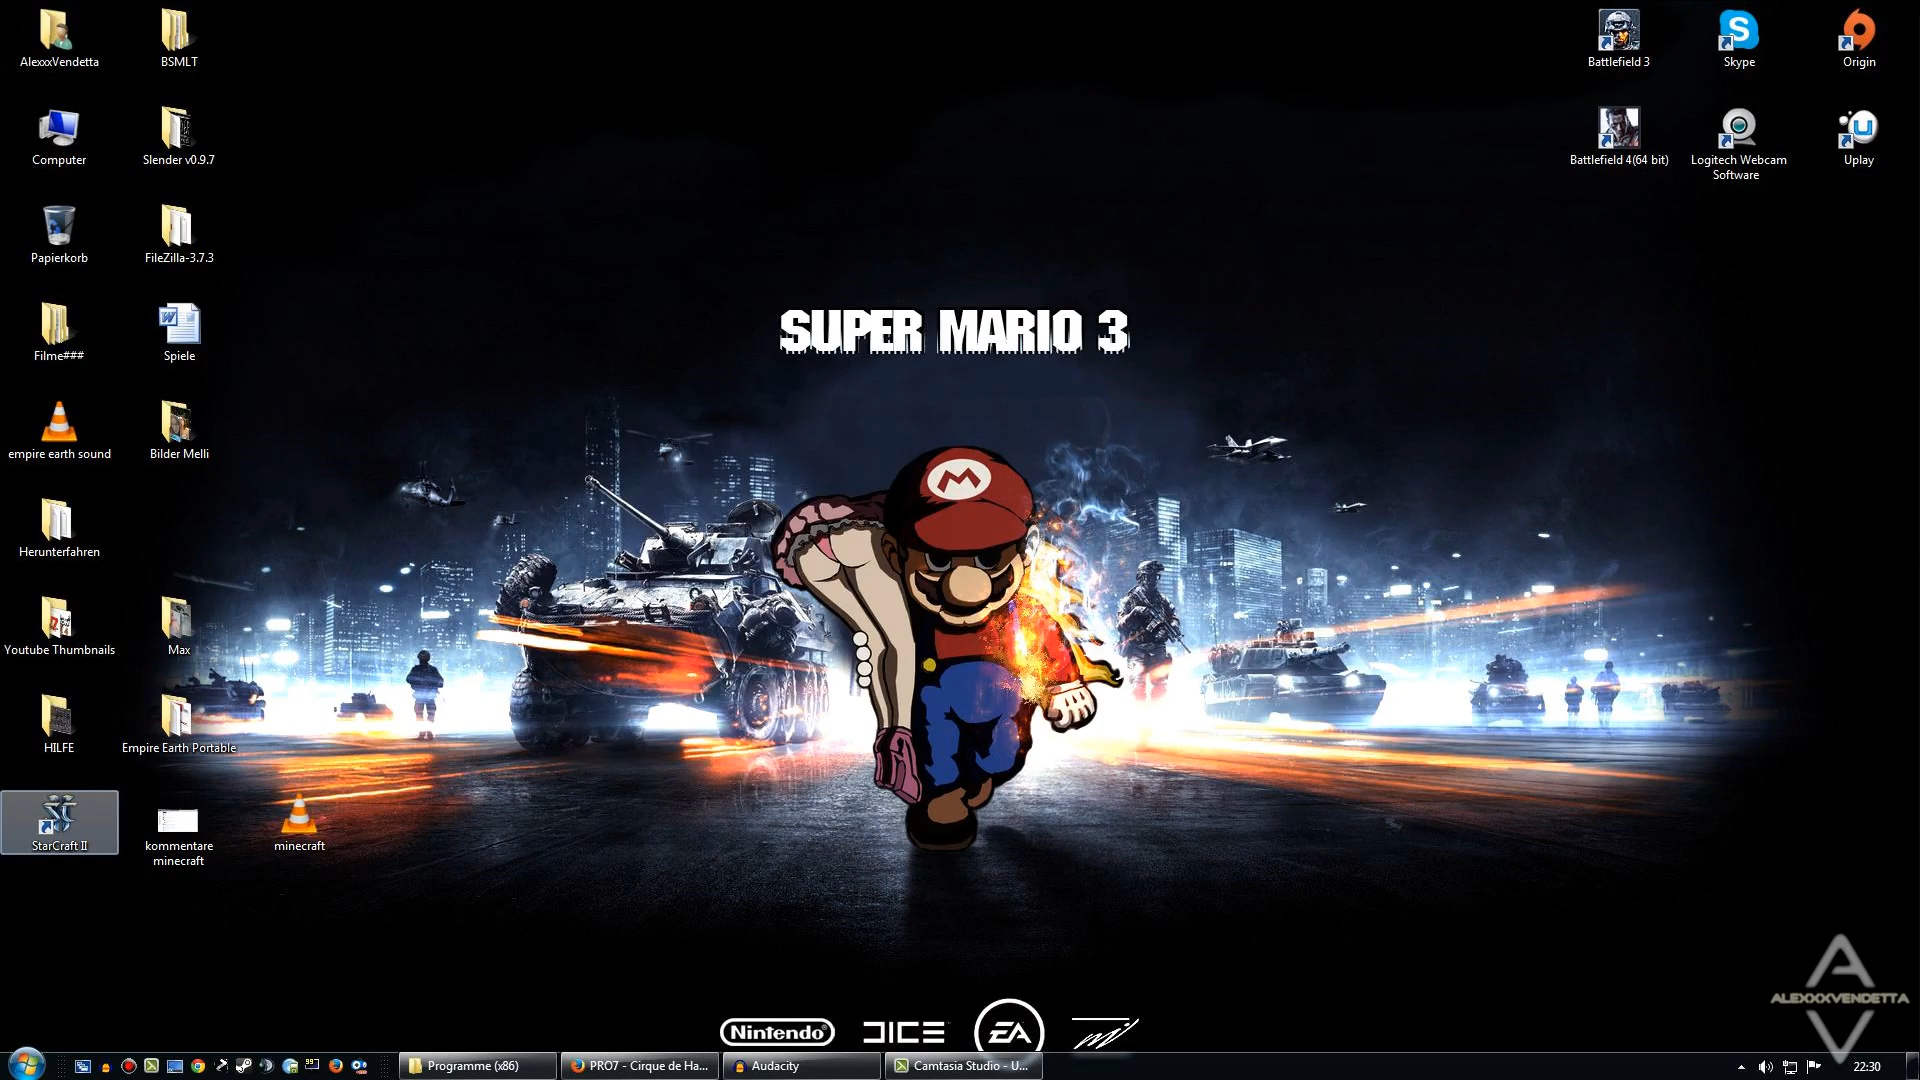 AlexxxVendetta
BSMLT
Battlefield 3
Skype
Origin
Computer
Slender v0.9.7
Battlefield 4(64 bit)
Logitech Webcam
Software
Uplay
Papierkorb
FileZilla-3.7.3
Filme###
Spiele
SUPER MARIO 3
empire earth sound
Bilder Melli
M
Herunterfahren
Youtube Thumbnails
Max
HILFE
Empire Earth Portable
StarCraft II
kommentare
minecraft
minecraft
ALEXXXVENDETTA
Nintendo
DICE
EA
Programme (x86)
PRO7 - Cirque de Ha...
Audacity
Camtasia Studio - U...
22:30